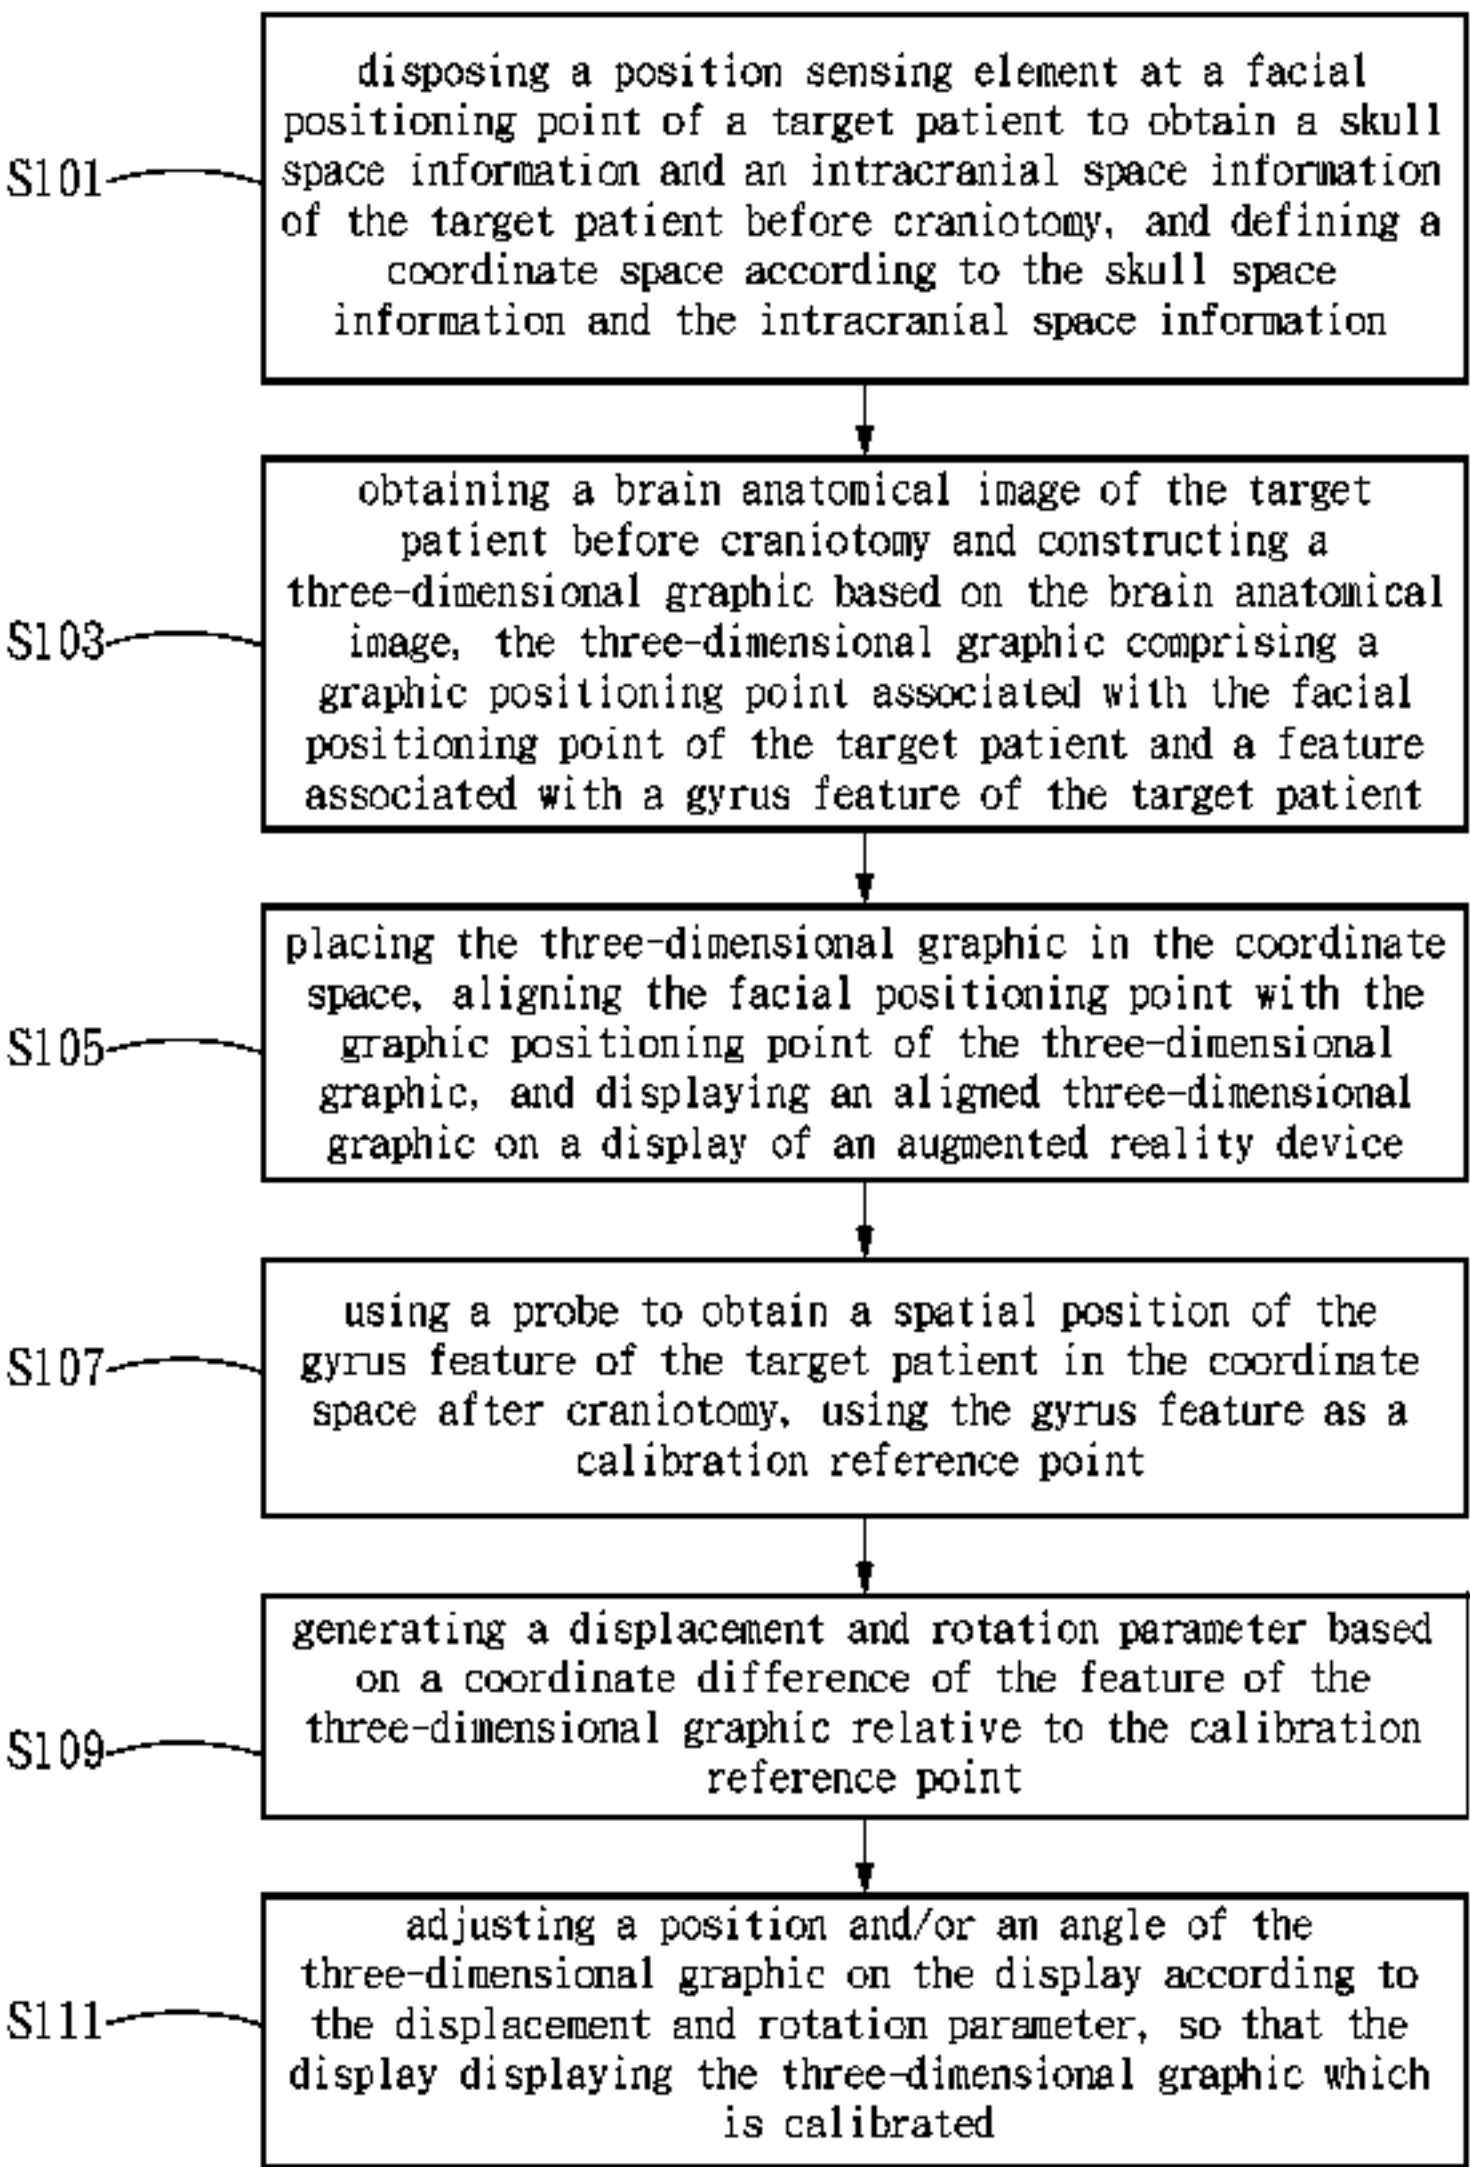 disposing a position sensing element at a facial
positioning point of a target patient to obtain a skull
S101
space information and an intracranial space information
of the target patient before craniotomy, and defining a
coordinate space according to the skull space
information and the intracranial space information
obtaining a brain anatomical image of the target
patient before craniotomy and constructing a
three-dimensional graphic based on the brain anatomical
S103
image, the three-dimensional graphic comprising a
graphic positioning point associated with the facial
positioning point of the target patient and a feature
associated with a gyrus feature of the target patient
placing the three-dimensional graphic in the coordinate
space, aligning the facial positioning point with the
S105
graphic positioning point of the three-dimensional
graphic, and displaying an aligned three-dimensional
graphic on a display of an augmented reality device
using a probe to obtain a spatial position of the
S107
gyrus feature of the target patient in the coordinate
space after craniotomy, using the gyrus feature as a
calibration reference point
generating a displacement and rotation parameter based
on a coordinate difference of the feature of the
S109
three-dimensional graphic relative to the calibration
reference point
adjusting a position and/or an angle of the
three-dimensional graphic on the display according to
S111
the displacement and rotation parameter, so that the
display displaying the three-dimensional graphic which
is calibrated